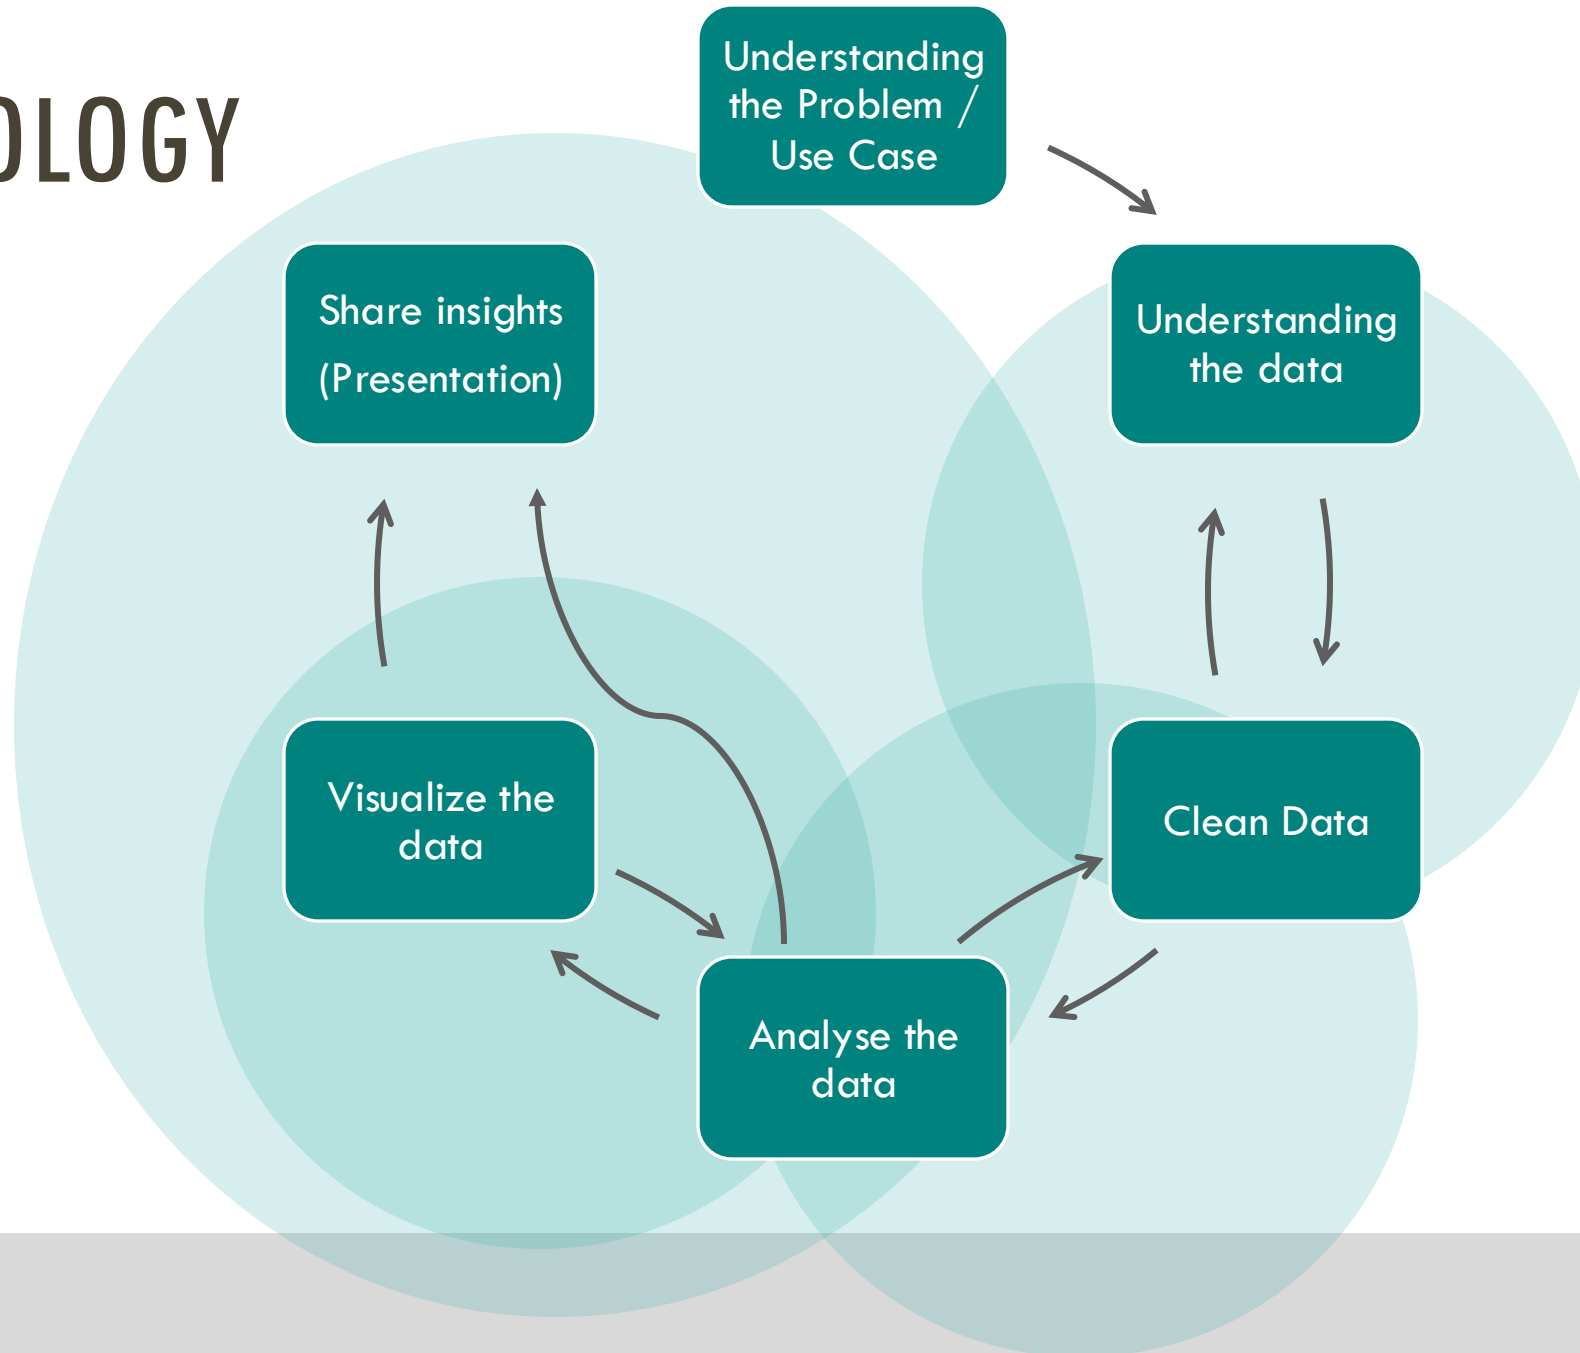 OLOGY
Understanding
the Problem /
Use Case
Share insights
(Presentation)
Understanding
the data
Visualize the
data
Clean Data
Analyse the
data